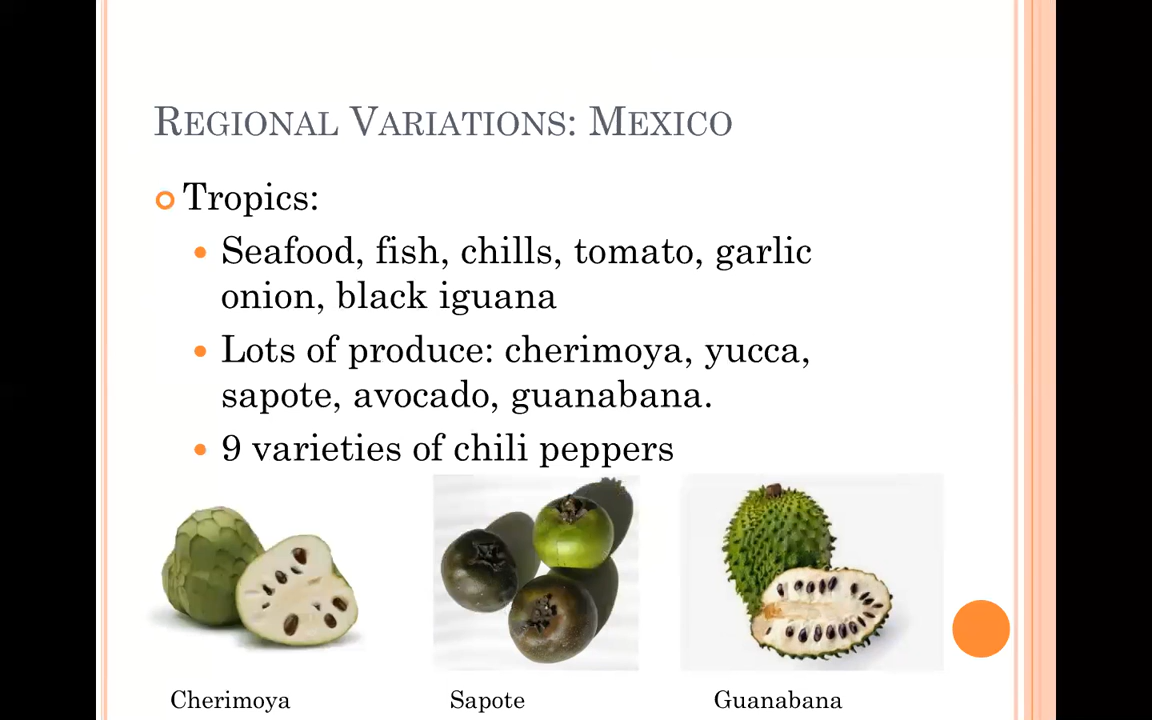 Regional Variations: Mexico
Tropics:
Seafood, fish, chills, tomato, garlic
onion, black iguana
Lots of produce: cherimoya, yucca,
sapote, avocado, guanabana.
9 varieties of chili peppers
Cherimoya
Sapote
Guanabana